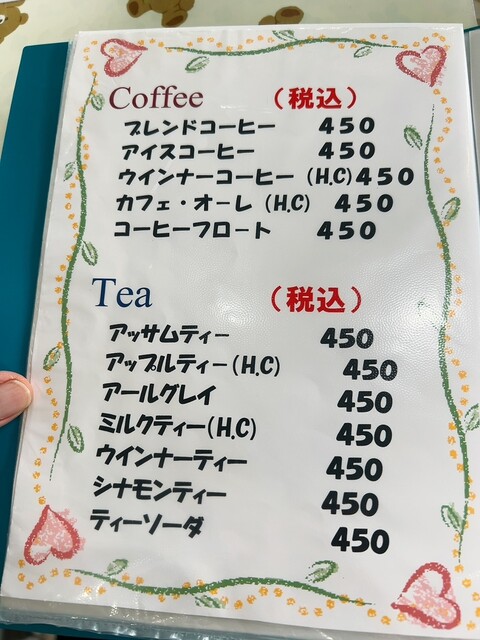 Coffee （税込）
ブレンドコーヒー 450
アイスコーヒー 450
ウインナーコーヒー（H.C）450
カフェ・オーレ（H.C） 450
コーヒーフロート 450
Tea （税込）
アッサムティー 450
アップルティー（H.C） 450
アールグレイ 450
ミルクティー（H.C） 450
ウインナーティー 450
シナモンティー 450
ティーソーダ 450